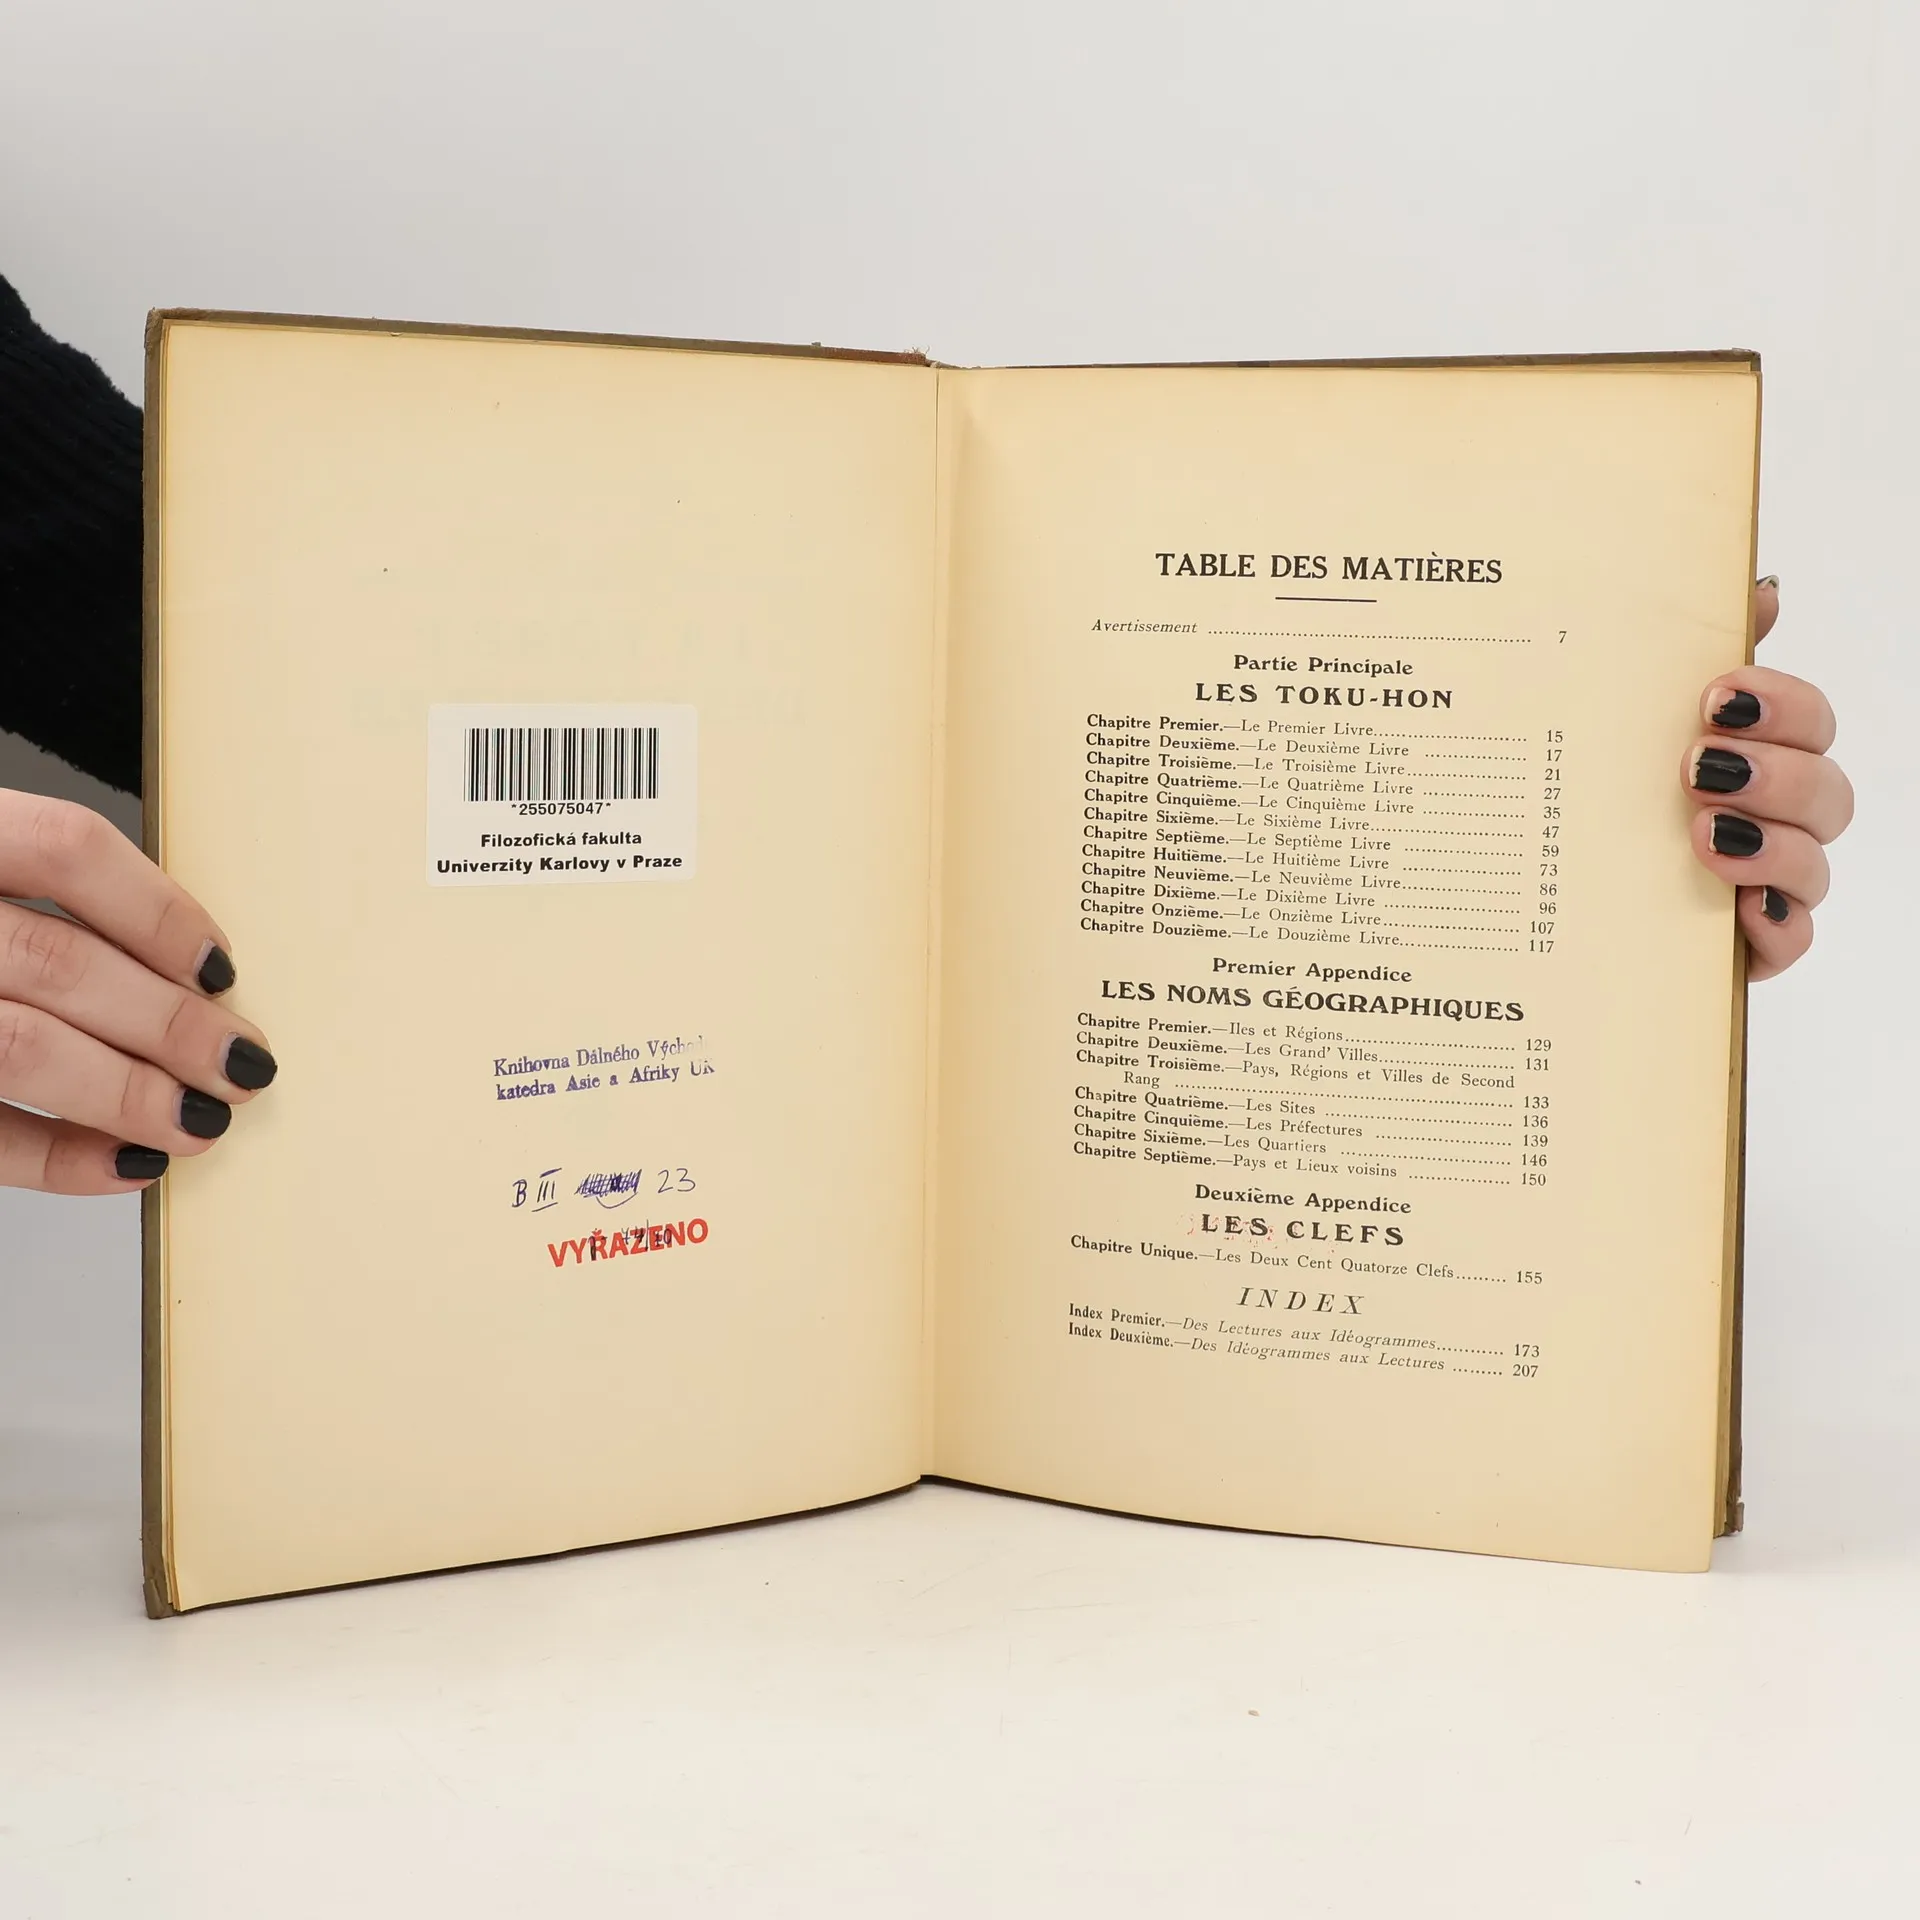 *255075047*
Filozofická fakulta
Univerzity Karlovy v Praze
Knihovna Dálného
katedra Asie a Afriky UK
B III 23
VYŘAZENO
TABLE DES MATIÈRES
Avertissement ........ 7
Partie Principale
LES TOKU-HON
Chapitre Premier.—Le Premier Livre........ 15
Chapitre Deuxième.—Le Deuxième Livre ........ 17
Chapitre Troisième.—Le Troisième Livre........ 21
Chapitre Quatrième.—Le Quatrième Livre ........ 27
Chapitre Cinquième.—Le Cinquième Livre ........ 35
Chapitre Sixième.—Le Sixième Livre........ 47
Chapitre Septième.—Le Septième Livre ........ 59
Chapitre Huitième.—Le Huitième Livre ........ 73
Chapitre Neuvième.—Le Neuvième Livre........ 86
Chapitre Dixième.—Le Dixième Livre ........ 96
Chapitre Onzième.—Le Onzième Livre........ 107
Chapitre Douzième.—Le Douzième Livre........ 117
Premier Appendice
LES NOMS GÉOGRAPHIQUES
Chapitre Premier.—Iles et Régions........ 129
Chapitre Deuxième.—Les Grand' Villes........ 131
Chapitre Troisième.—Pays, Régions et Villes de Second
Rang ........ 133
Chapitre Quatrième.—Les Sites ........ 136
Chapitre Cinquième.—Les Préfectures ........ 139
Chapitre Sixième.—Les Quartiers ........ 146
Chapitre Septième.—Pays et Lieux voisins ........ 150
Deuxième Appendice
LES CLEFS
Chapitre Unique.—Les Deux Cent Quatorze Clefs........ 155
INDEX
Index Premier.—Des Lectures aux Idéogrammes........ 173
Index Deuxième.—Des Idéogrammes aux Lectures ........ 207